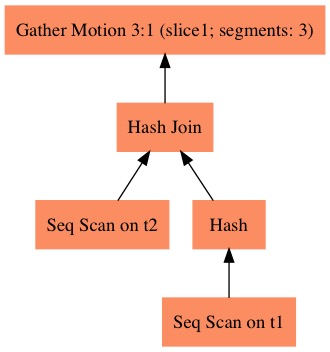 Gather Motion 3:1 (slice1; segments: 3)
Hash Join
Seq Scan on t2
Hash
Seq Scan on t1